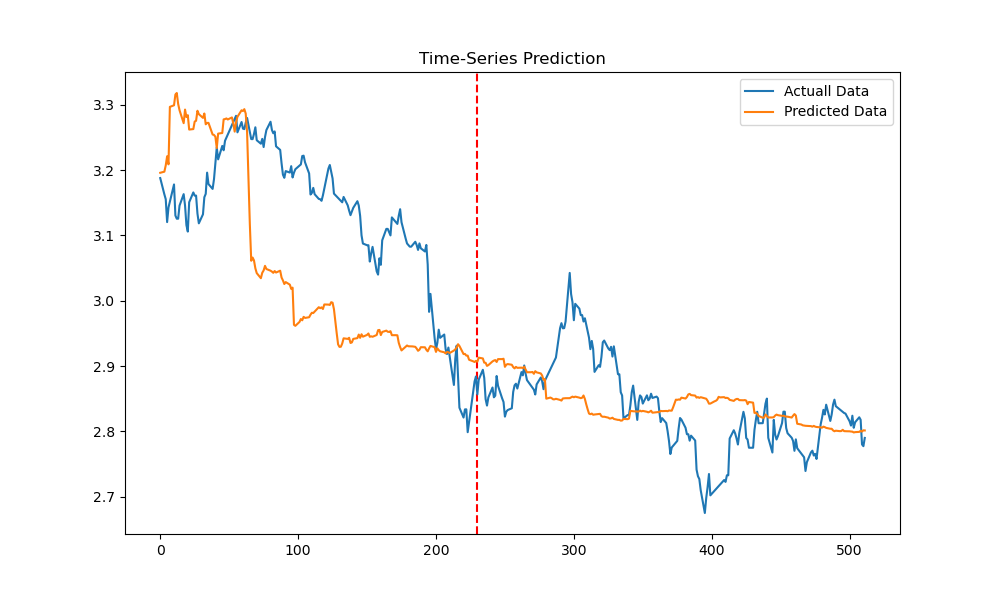 Time-Series Prediction
Actuall Data
Predicted Data
3.3
3.2
3.1
3.0
2.9
2.8
2.7
0 100 200 300 400 500